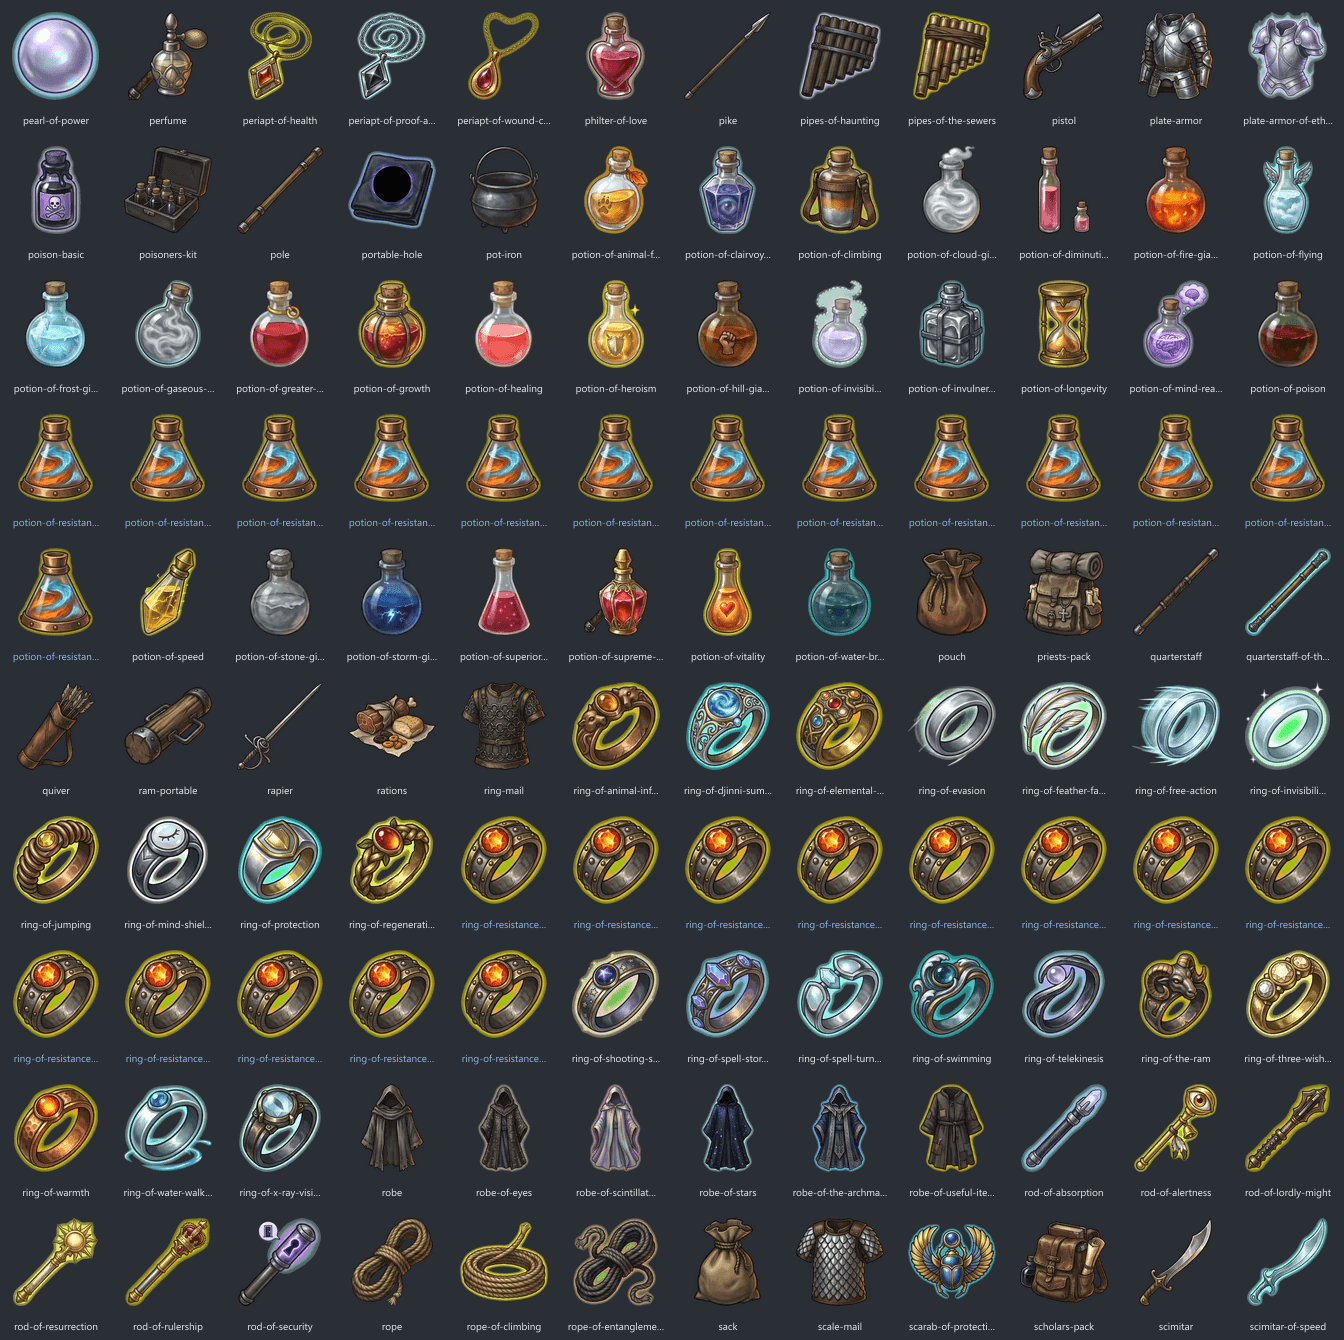 pearl-of-power
perfume
periapt-of-health
periapt-of-proof-a...
periapt-of-wound-c...
philter-of-love
pike
pipes-of-haunting
pipes-of-the-sewers
pistol
plate-armor
plate-armor-of-eth...
poison-basic
poisoners-kit
pole
portable-hole
pot-iron
potion-of-animal-f...
potion-of-clairvoy...
potion-of-climbing
potion-of-cloud-gi...
potion-of-diminuti...
potion-of-fire-gia...
potion-of-flying
potion-of-frost-gi...
potion-of-gaseous-...
potion-of-greater-...
potion-of-growth
potion-of-healing
potion-of-heroism
potion-of-hill-gia...
potion-of-invisibi...
potion-of-invulner...
potion-of-longevity
potion-of-mind-rea...
potion-of-poison
potion-of-resistan...
potion-of-resistan...
potion-of-resistan...
potion-of-resistan...
potion-of-resistan...
potion-of-resistan...
potion-of-resistan...
potion-of-resistan...
potion-of-resistan...
potion-of-resistan...
potion-of-resistan...
potion-of-resistan...
potion-of-resistan...
potion-of-speed
potion-of-stone-gi...
potion-of-storm-gi...
potion-of-superior...
potion-of-supreme-...
potion-of-vitality
potion-of-water-br...
pouch
priests-pack
quarterstaff
quarterstaff-of-th...
quiver
ram-portable
rapier
rations
ring-mail
ring-of-animal-inf...
ring-of-djinni-sum...
ring-of-elemental-...
ring-of-evasion
ring-of-feather-fa...
ring-of-free-action
ring-of-invisibili...
ring-of-jumping
ring-of-mind-shiel...
ring-of-protection
ring-of-regenerati...
ring-of-resistance...
ring-of-resistance...
ring-of-resistance...
ring-of-resistance...
ring-of-resistance...
ring-of-resistance...
ring-of-resistance...
ring-of-resistance...
ring-of-resistance...
ring-of-resistance...
ring-of-resistance...
ring-of-resistance...
ring-of-resistance...
ring-of-shooting-s...
ring-of-spell-stor...
ring-of-spell-turn...
ring-of-swimming
ring-of-telekinesis
ring-of-the-ram
ring-of-three-wish...
ring-of-warmth
ring-of-water-walk...
ring-of-x-ray-visi...
robe
robe-of-eyes
robe-of-scintillat...
robe-of-stars
robe-of-the-archma...
robe-of-useful-ite...
rod-of-absorption
rod-of-alertness
rod-of-lordly-might
rod-of-resurrection
rod-of-rulership
rod-of-security
rope
rope-of-climbing
rope-of-entangleme...
sack
scale-mail
scarab-of-protecti...
scholars-pack
scimitar
scimitar-of-speed